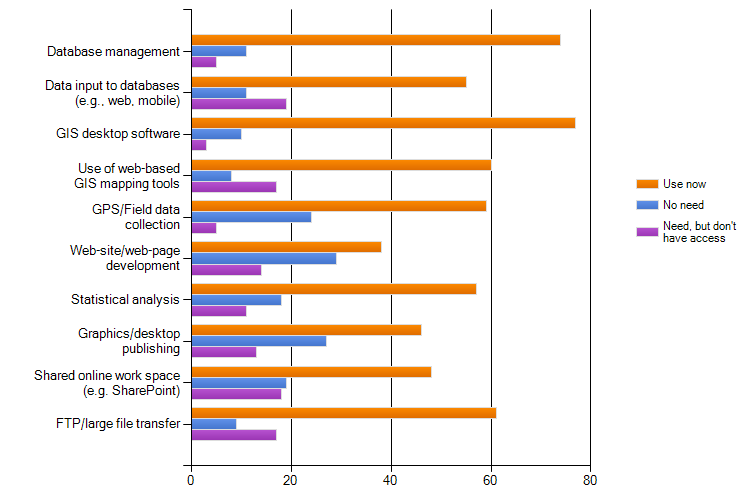 Database management
Data input to databases
(e.g., web, mobile)
GIS desktop software
Use of web-based
GIS mapping tools
GPS/Field data
collection
Web-site/web-page
development
Statistical analysis
Graphics/desktop
publishing
Shared online work space
(e.g. SharePoint)
FTP/large file transfer
0 20 40 60 80
Use now
No need
Need, but don't
have access